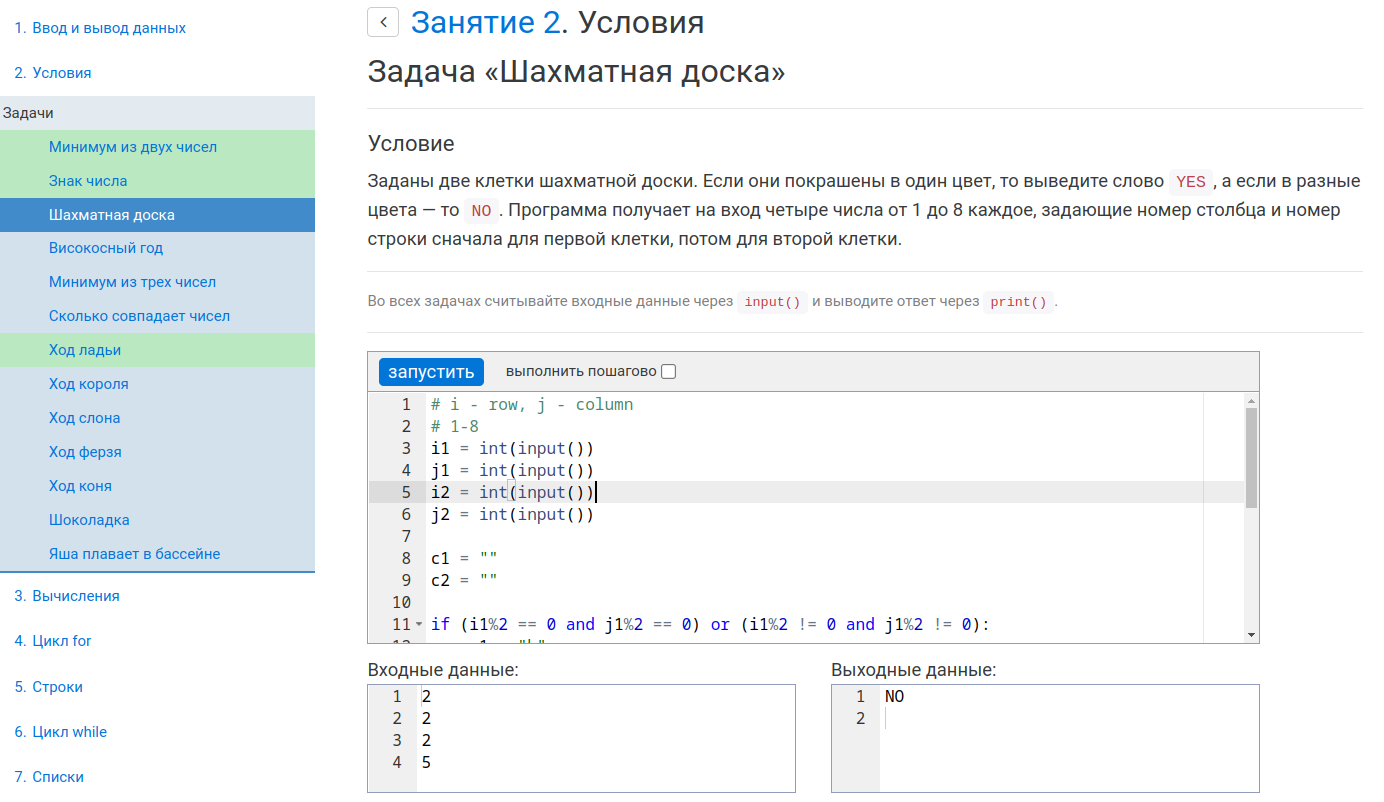 1. Ввод и вывод данных
2. Условия
Задачи
Минимум из двух чисел
Знак числа
Шахматная доска
Високосный год
Минимум из трех чисел
Сколько совпадает чисел
Ход ладьи
Ход короля
Ход слона
Ход ферзя
Ход коня
Шоколадка
Яша плавает в бассейне
3. Вычисления
4. Цикл for
5. Строки
6. Цикл while
7. Списки
Занятие 2. Условия
Задача «Шахматная доска»
Условие
Заданы две клетки шахматной доски. Если они покрашены в один цвет, то выведите слово YES , а если в разные
цвета — то NO . Программа получает на вход четыре числа от 1 до 8 каждое, задающие номер столбца и номер
строки сначала для первой клетки, потом для второй клетки.
Во всех задачах считывайте входные данные через input() и выводите ответ через print() .
запустить выполнить пошагово
1 # i - row, j - column
2 # 1-8
3 i1 = int(input())
4 j1 = int(input())
5 i2 = int(input())
6 j2 = int(input())
7
8 c1 = ""
9 c2 = ""
10
11 if (i1%2 == 0 and j1%2 == 0) or (i1%2 != 0 and j1%2 != 0):
Входные данные:
1 2
2 2
3 2
4 5
Выходные данные:
1 NO
2